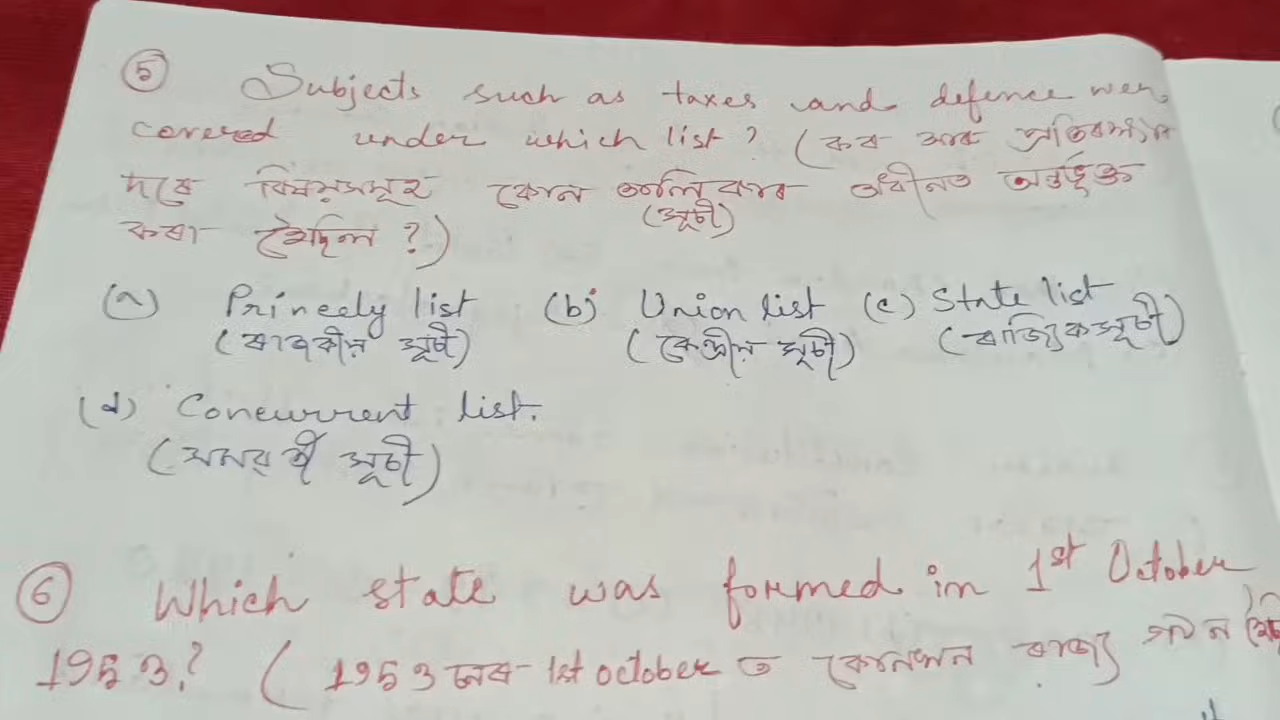 ⑤ Subjects such as taxes and defence wer
covered under which list? (কৰ আৰু প্ৰতিৰক্ষাৰ
দৰে বিষয়সমূহ কোন তালিকাৰ অধীনত অন্তৰ্ভুক্ত
(সূচী)
কৰা হৈছিল?)
(a) Princely list (b) Union list (c) State list
(ৰাজকীয় সূচী) (কেন্দ্ৰীয় সূচী) (ৰাজ্যিক সূচী)
(d) Concurrent list.
(সমৱৰ্তী সূচী)
⑥ Which state was formed in 1st October
1953? (1953 চনৰ 1st october ত কোনখন ৰাজ্য গঠন